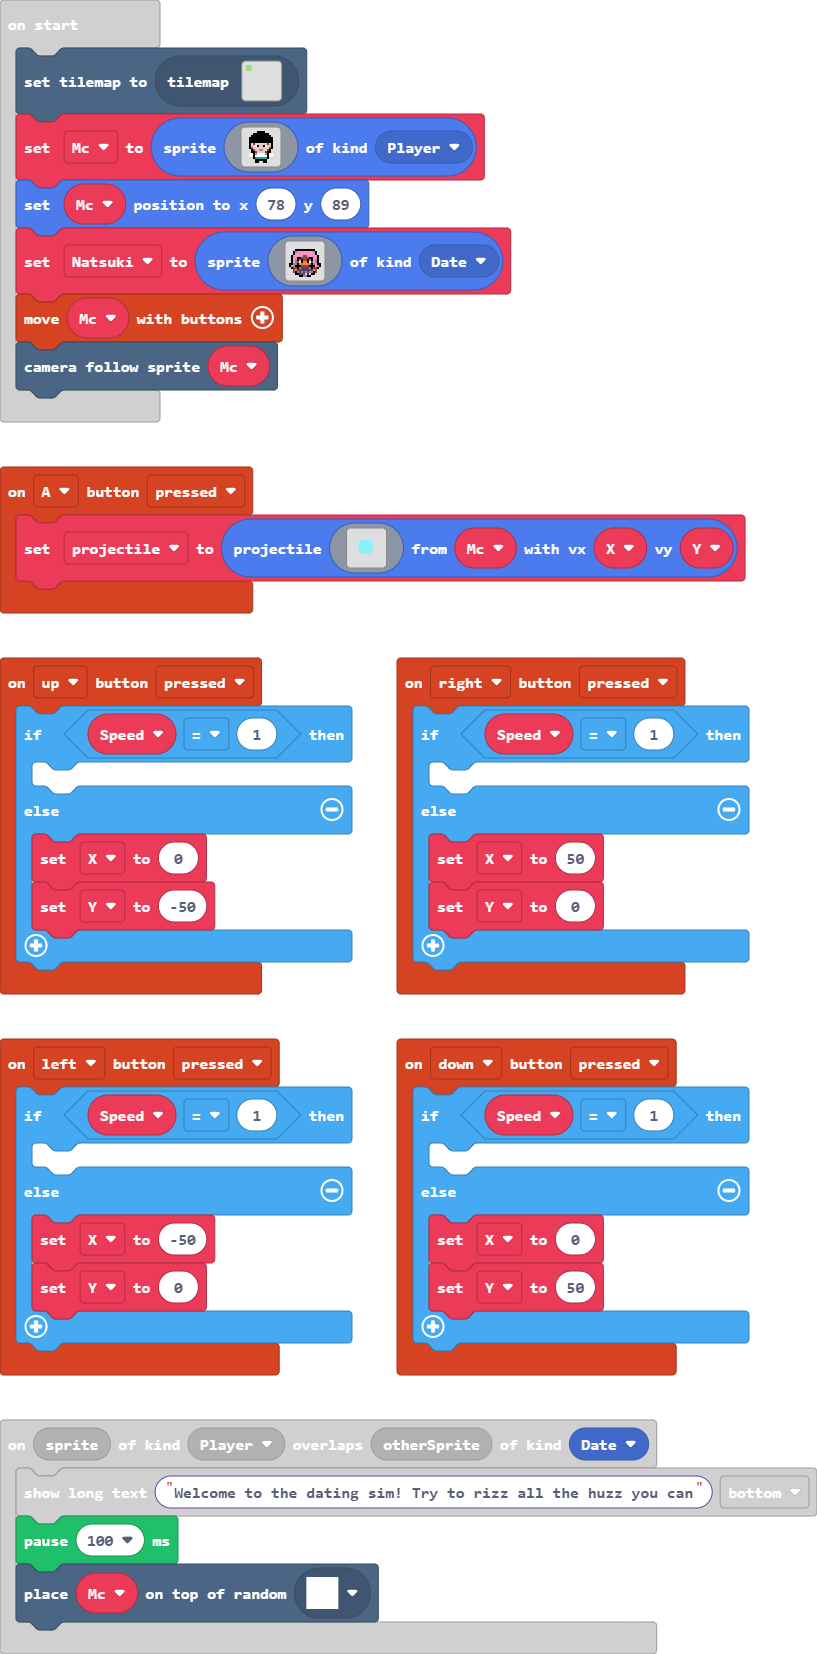 on start
set tilemap to tilemap
set Mc to sprite of kind Player
set Mc position to x 78 y 89
set Natsuki to sprite of kind Date
move Mc with buttons
camera follow sprite Mc
on A button pressed
set projectile to projectile from Mc with vx X vy Y
on up button pressed
if Speed = 1 then
else
set X to 0
set Y to -50
on right button pressed
if Speed = 1 then
else
set X to 50
set Y to 0
on left button pressed
if Speed = 1 then
else
set X to -50
set Y to 0
on down button pressed
if Speed = 1 then
else
set X to 0
set Y to 50
on sprite of kind Player overlaps otherSprite of kind Date
show long text "Welcome to the dating sim! Try to rizz all the huzz you can" bottom
pause 100 ms
place Mc on top of random